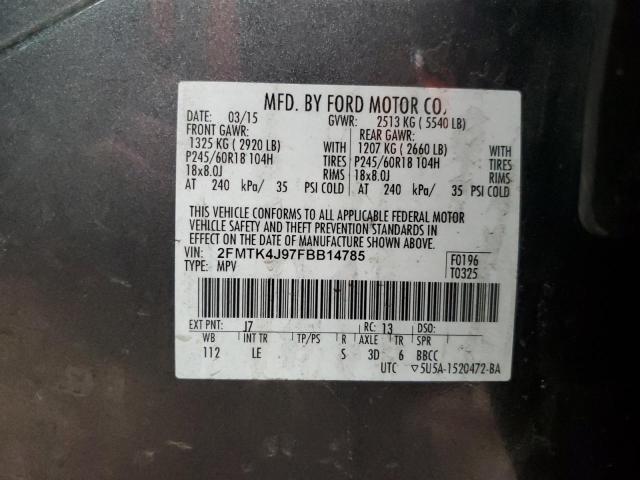 MFD. BY FORD MOTOR CO.
DATE: 03/15 GVWR: 2513 KG ( 5540 LB)
FRONT GAWR: REAR GAWR:
1325 KG ( 2920 LB) WITH 1207 KG ( 2660 LB) WITH
P245/60R18 104H TIRES P245/60R18 104H TIRES
18x8.0J RIMS 18x8.0J RIMS
AT 240 kPa/ 35 PSI COLD AT 240 kPa/ 35 PSI COLD
THIS VEHICLE CONFORMS TO ALL APPLICABLE FEDERAL MOTOR
VEHICLE SAFETY AND THEFT PREVENTION STANDARDS IN
EFFECT ON THE DATE OF MANUFACTURE SHOWN ABOVE.
VIN: 2FMTK4J97FBB14785 F0196
TYPE: MPV T0325
EXT PNT: J7 RC: 13 DSO:
WB INT TR TP/PS R AXLE TR SPR
112 LE S 3D 6 BBCC
UTC ▽5U5A-1520472-BA